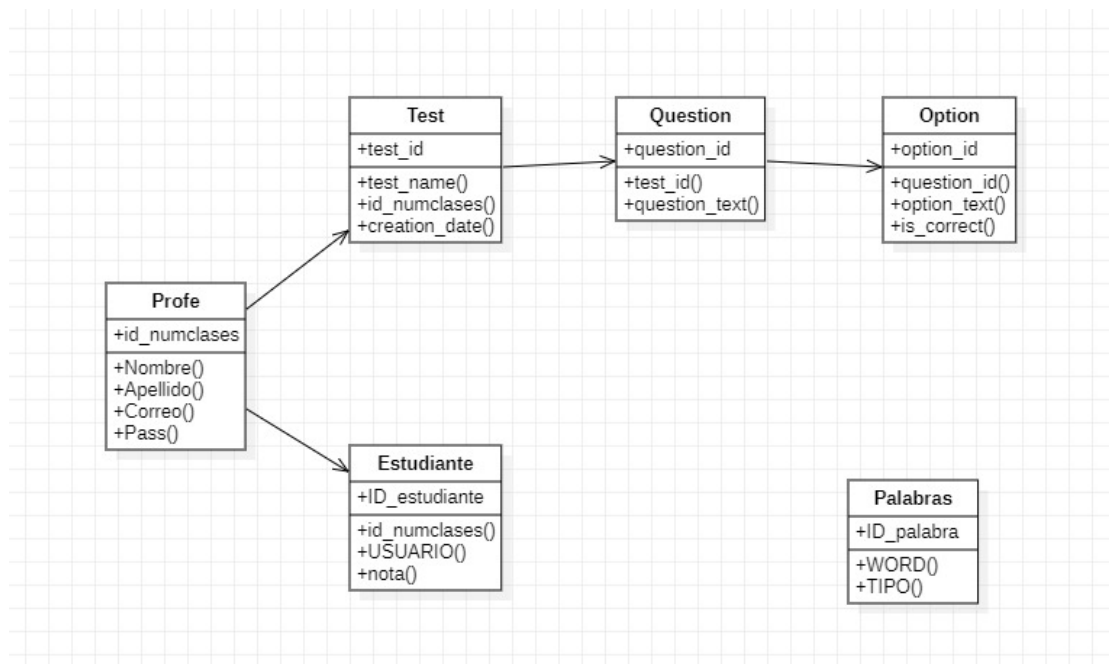 Test
+test_id
+test_name()
+id_numclases()
+creation_date()
Question
+question_id
+test_id()
+question_text()
Option
+option_id
+question_id()
+option_text()
+is_correct()
Profe
+id_numclases
+Nombre()
+Apellido()
+Correo()
+Pass()
Estudiante
+ID_estudiante
+id_numclases()
+USUARIO()
+nota()
Palabras
+ID_palabra
+WORD()
+TIPO()